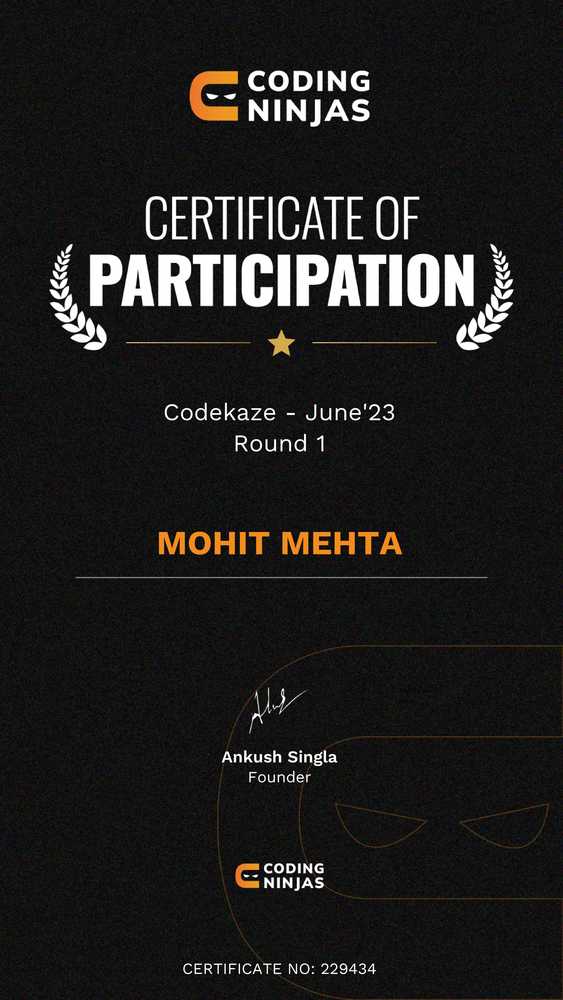 CODING
NINJAS
CERTIFICATE OF
PARTICIPATION
Codekaze - June'23
Round 1
MOHIT MEHTA
Ankush Singla
Founder
CODING
NINJAS
CERTIFICATE NO: 229434